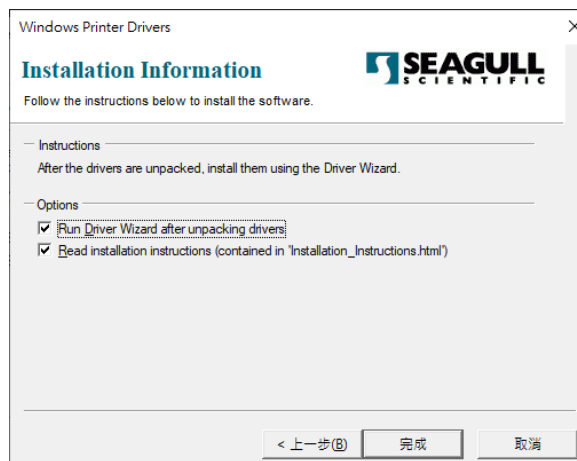 Windows Printer Drivers
Installation Information
SEAGULL
SCIENTIFIC
Follow the instructions below to install the software.
Instructions
After the drivers are unpacked, install them using the Driver Wizard.
Options
Run Driver Wizard after unpacking drivers
Read installation instructions (contained in 'Installation_Instructions.html')
< 上一步(B)
完成
取消